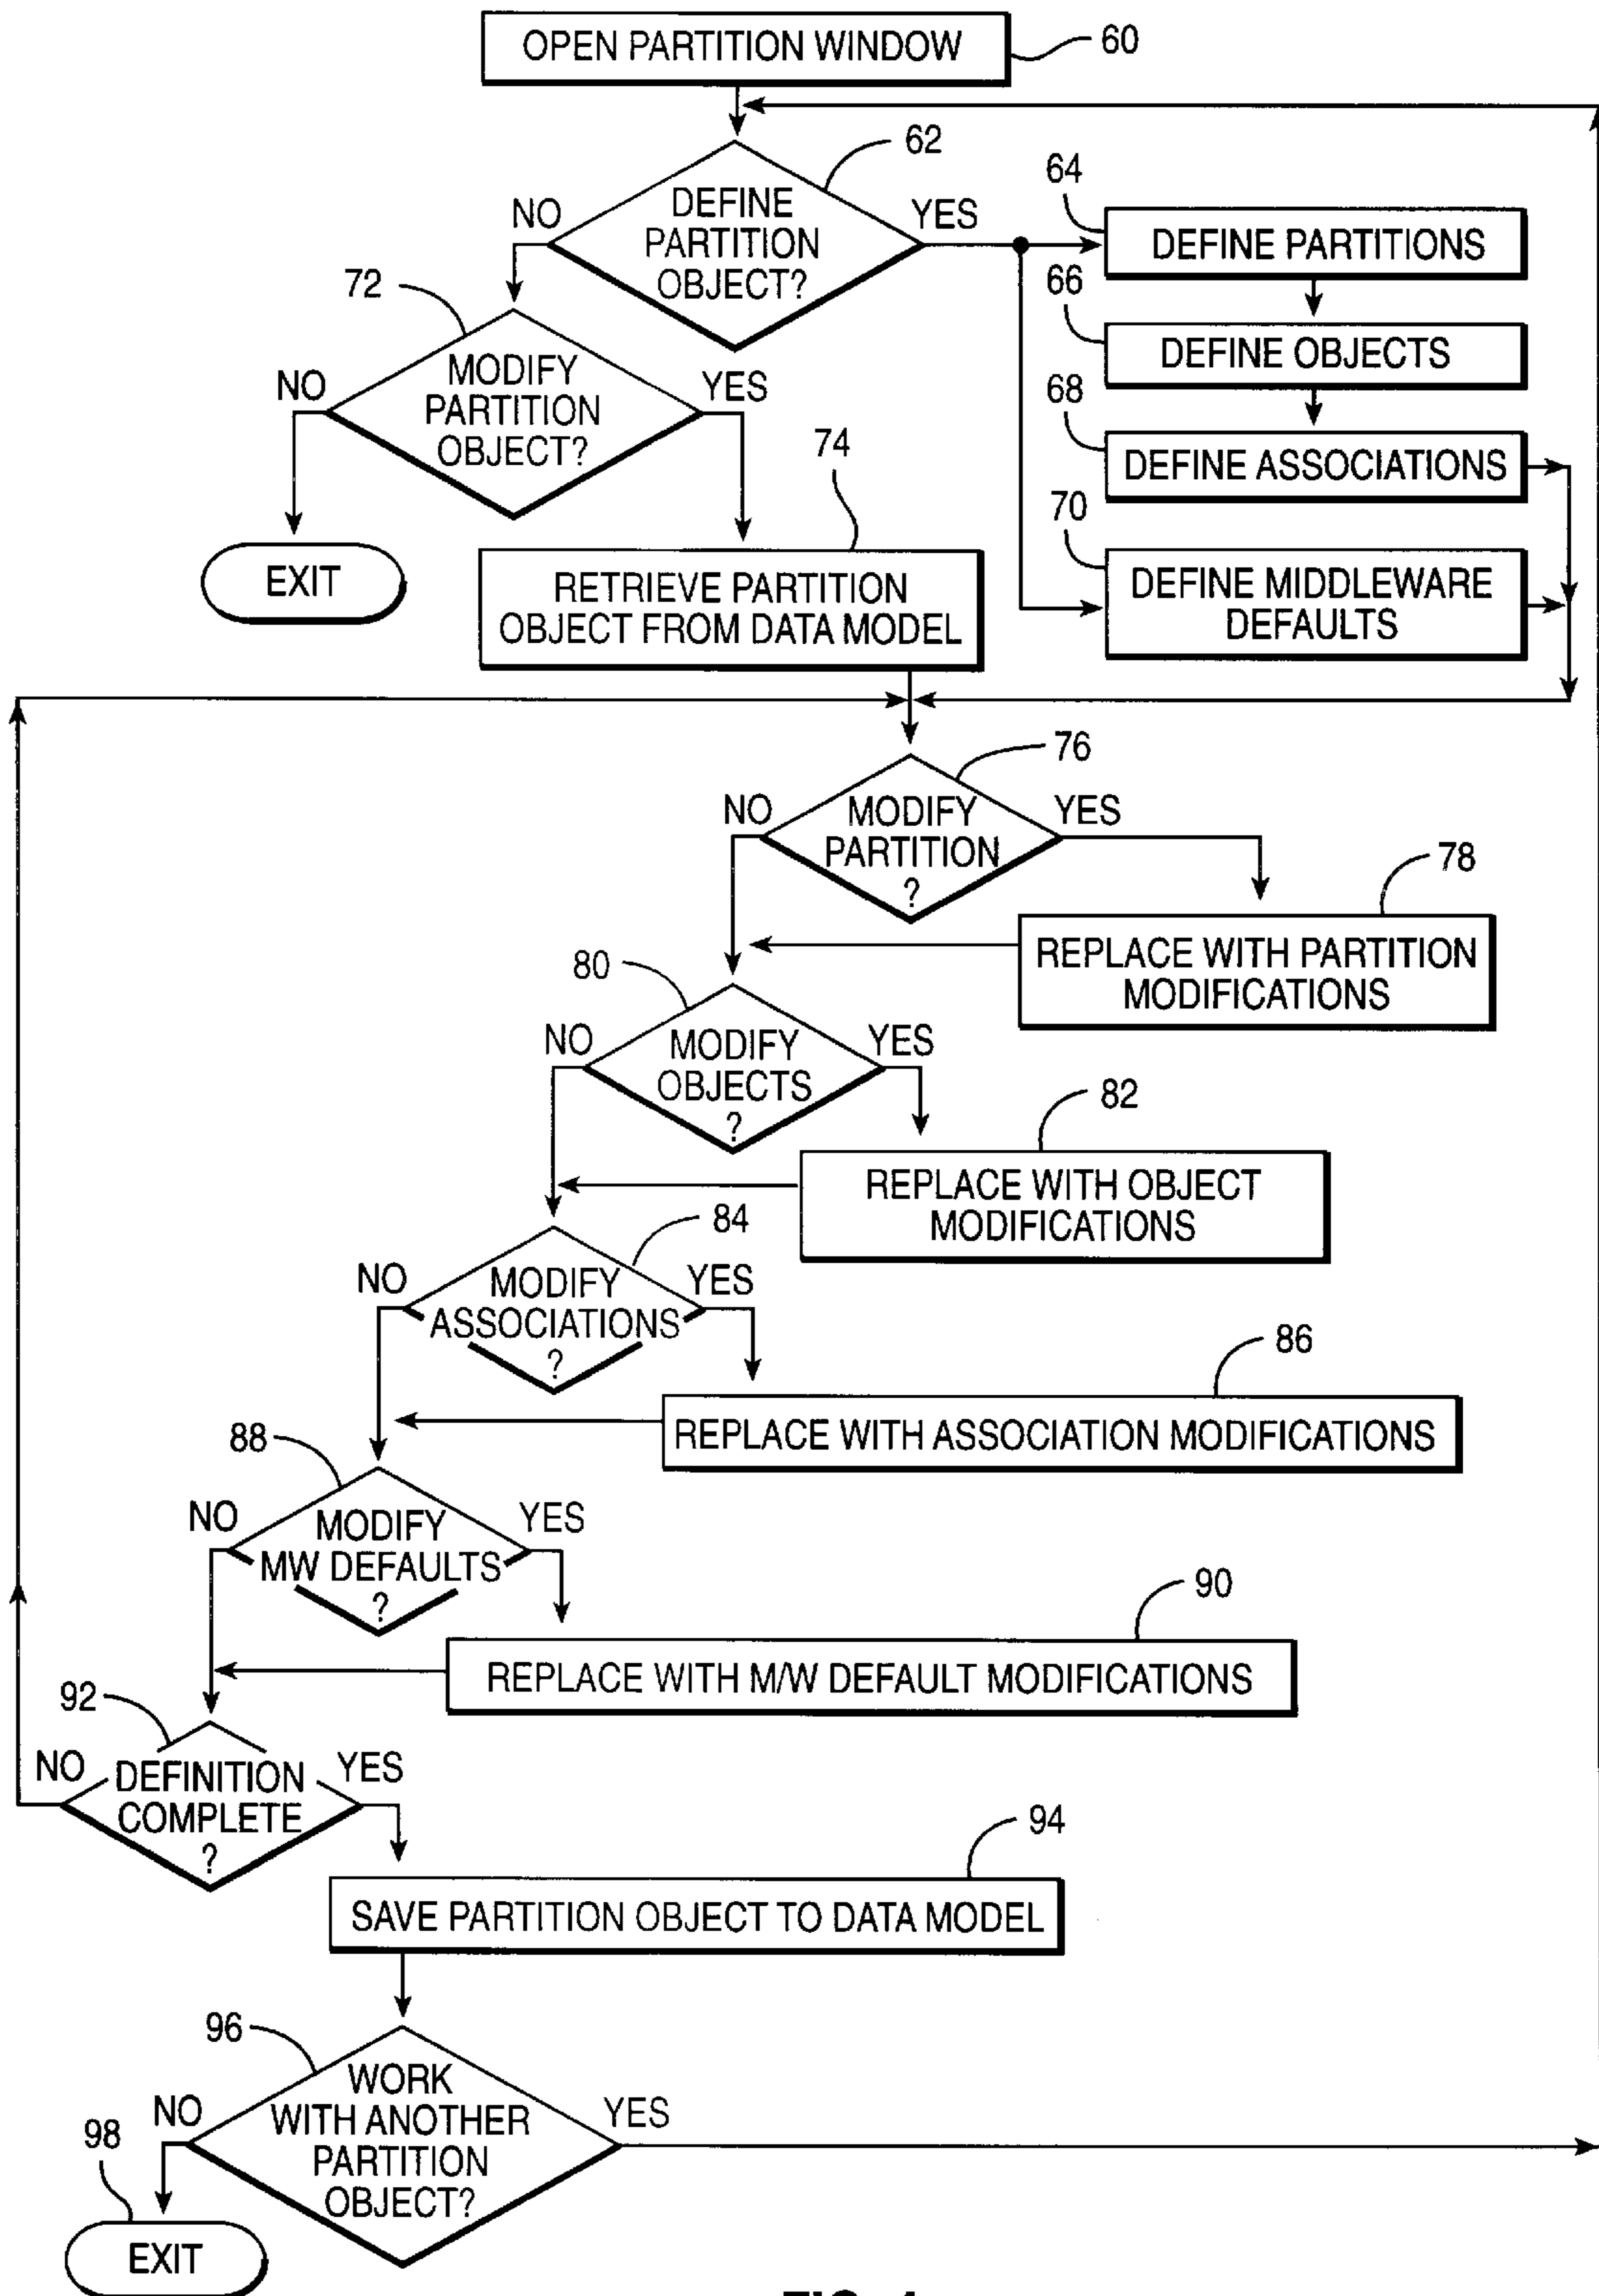 OPEN PARTITION WINDOW
60
62
DEFINE
PARTITION
OBJECT?
NO
YES
64
DEFINE PARTITIONS
66
DEFINE OBJECTS
68
DEFINE ASSOCIATIONS
70
DEFINE MIDDLEWARE
DEFAULTS
72
MODIFY
PARTITION
OBJECT?
NO
YES
EXIT
74
RETRIEVE PARTITION
OBJECT FROM DATA MODEL
76
MODIFY
PARTITION
?
NO
YES
78
REPLACE WITH PARTITION
MODIFICATIONS
80
MODIFY
OBJECTS
?
NO
YES
82
REPLACE WITH OBJECT
MODIFICATIONS
84
MODIFY
ASSOCIATIONS
?
NO
YES
86
REPLACE WITH ASSOCIATION MODIFICATIONS
88
MODIFY
MW DEFAULTS
?
NO
YES
90
REPLACE WITH M/W DEFAULT MODIFICATIONS
92
DEFINITION
COMPLETE
?
NO
YES
94
SAVE PARTITION OBJECT TO DATA MODEL
96
WORK
WITH ANOTHER
PARTITION
OBJECT?
NO
YES
98
EXIT